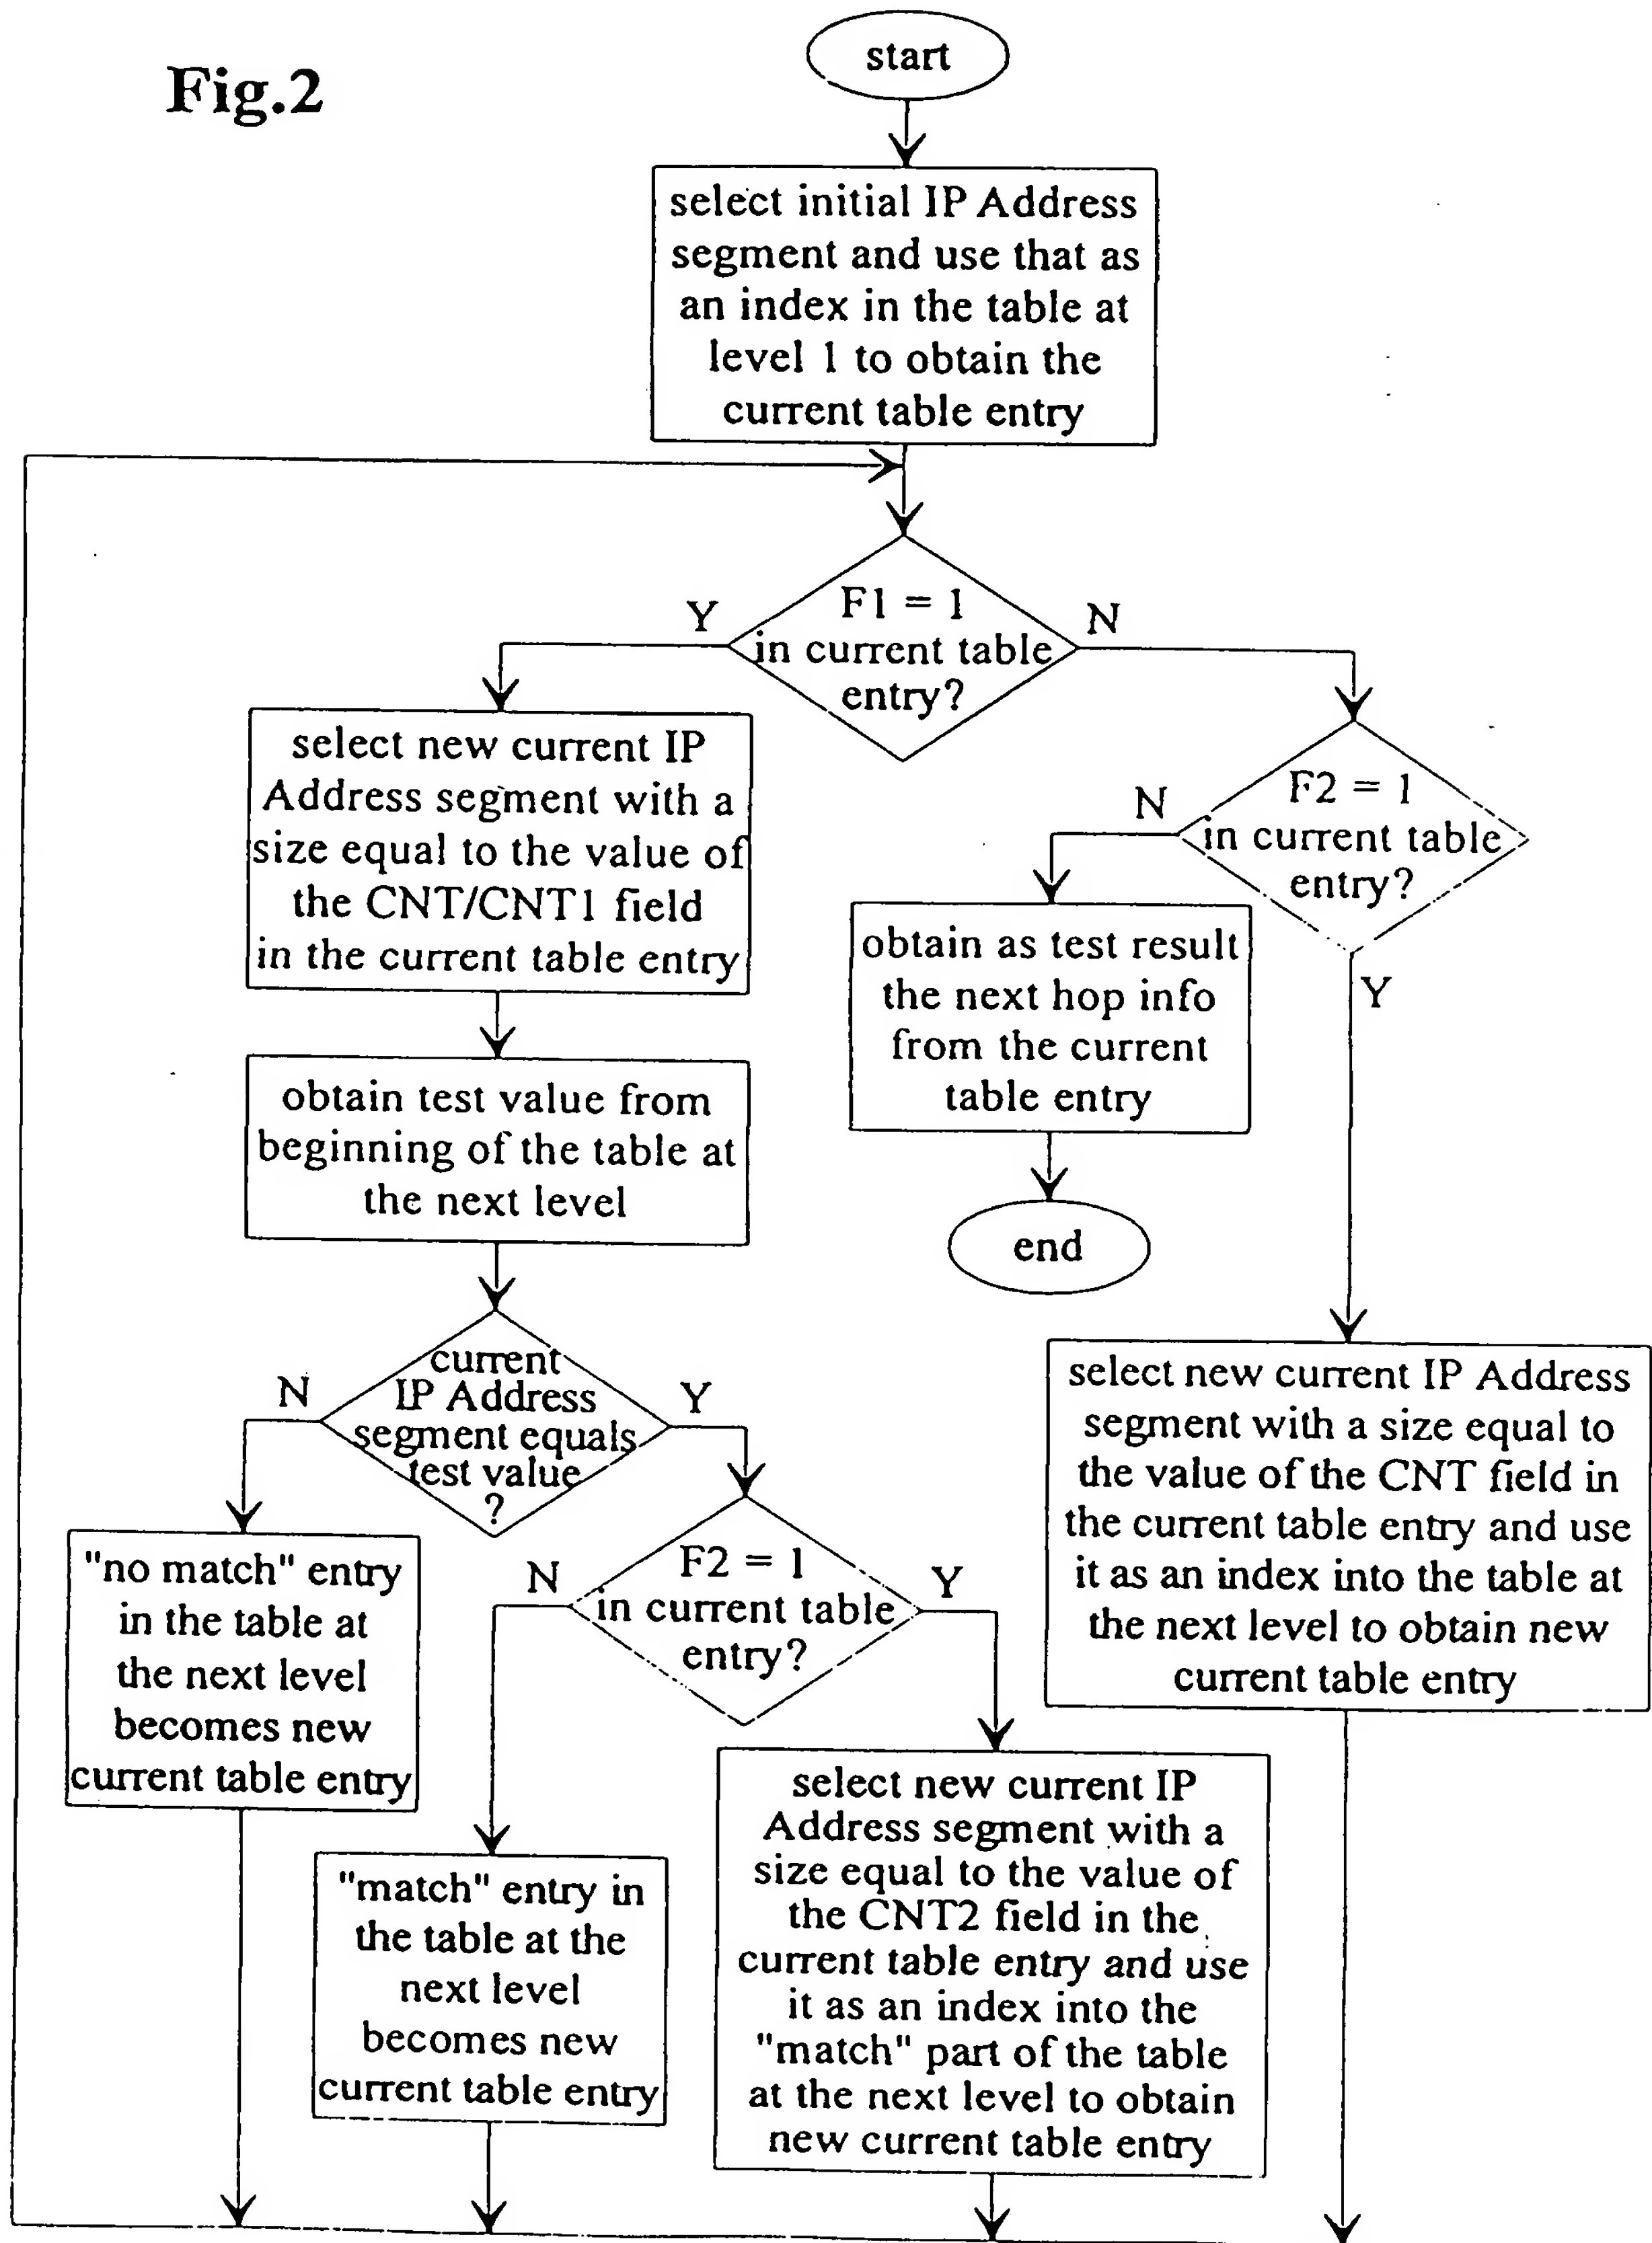 Fig.2
start
select initial IP Address
segment and use that as
an index in the table at
level 1 to obtain the
current table entry
F1 = 1
in current table
entry?
Y
N
select new current IP
Address segment with a
size equal to the value of
the CNT/CNT1 field
in the current table entry
F2 = 1
in current table
entry?
N
Y
obtain as test result
the next hop info
from the current
table entry
end
obtain test value from
beginning of the table at
the next level
current
IP Address
segment equals
test value
?
N
Y
select new current IP Address
segment with a size equal to
the value of the CNT field in
the current table entry and use
it as an index into the table at
the next level to obtain new
current table entry
"no match" entry
in the table at
the next level
becomes new
current table entry
F2 = 1
in current table
entry?
N
Y
"match" entry in
the table at the
next level
becomes new
current table entry
select new current IP
Address segment with a
size equal to the value of
the CNT2 field in the
current table entry and use
it as an index into the
"match" part of the table
at the next level to obtain
new current table entry